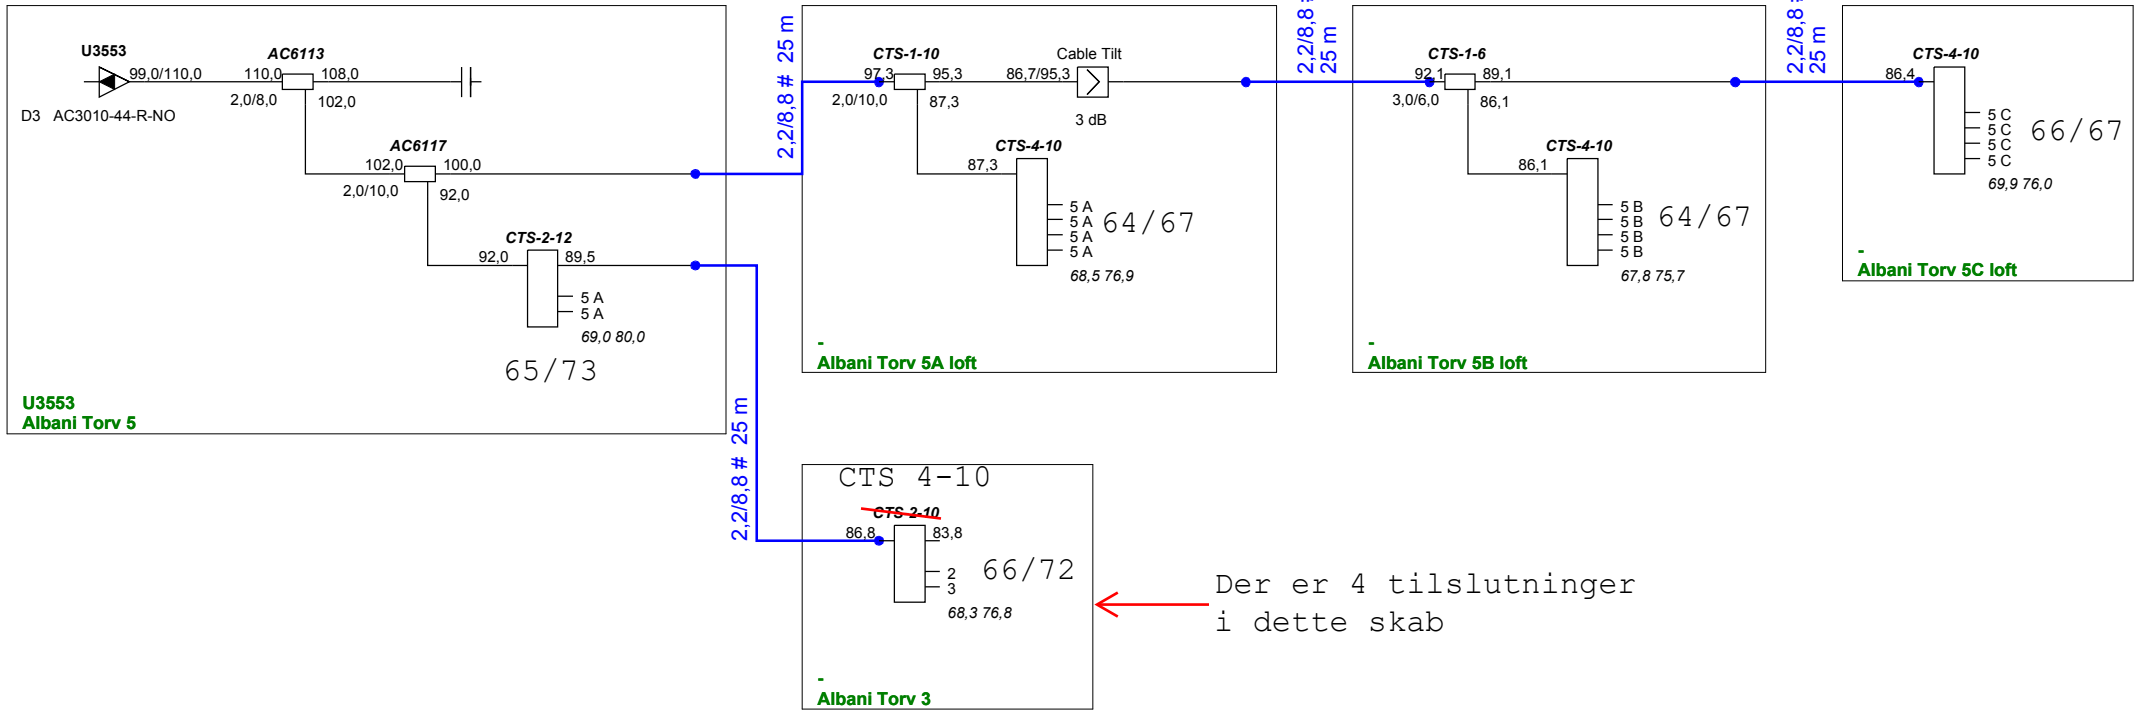 U3553
99,0/110,0
D3 AC3010-44-R-NO
AC6113
110,0
108,0
2,0/8,0
102,0
AC6117
102,0
100,0
2,0/10,0
92,0
CTS-2-12
92,0
89,5
5 A
5 A
69,0 80,0
65/73
U3553
Albani Torv 5
2,2/8,8 # 25 m
CTS-1-10
97,3
95,3
2,0/10,0
87,3
86,7/95,3
Cable Tilt
3 dB
CTS-4-10
87,3
5 A
5 A
5 A
5 A
64/67
68,5 76,9
-
Albani Torv 5A loft
2,2/8,8 #
25 m
CTS-1-6
92,1
89,1
3,0/6,0
86,1
CTS-4-10
86,1
5 B
5 B
5 B
5 B
64/67
67,8 75,7
-
Albani Torv 5B loft
2,2/8,8 #
25 m
CTS-4-10
86,4
5 C
5 C
5 C
5 C
66/67
69,9 76,0
-
Albani Torv 5C loft
2,2/8,8 # 25 m
CTS 4-10
CTS-2-10
86,8
83,8
2
3
66/72
68,3 76,8
-
Albani Torv 3
Der er 4 tilslutninger
i dette skab